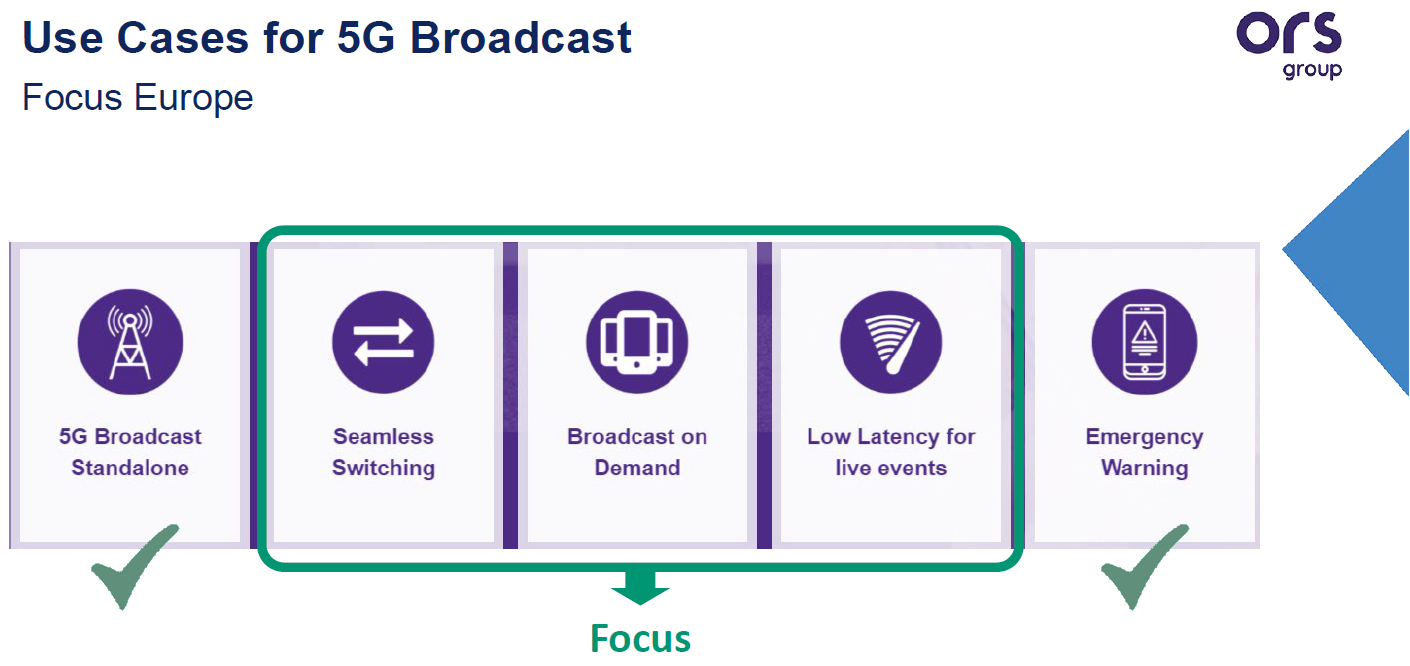 Use Cases for 5G Broadcast
Focus Europe
ors
group
5G Broadcast
Standalone
Seamless
Switching
Broadcast on
Demand
Low Latency for
live events
Emergency
Warning
Focus